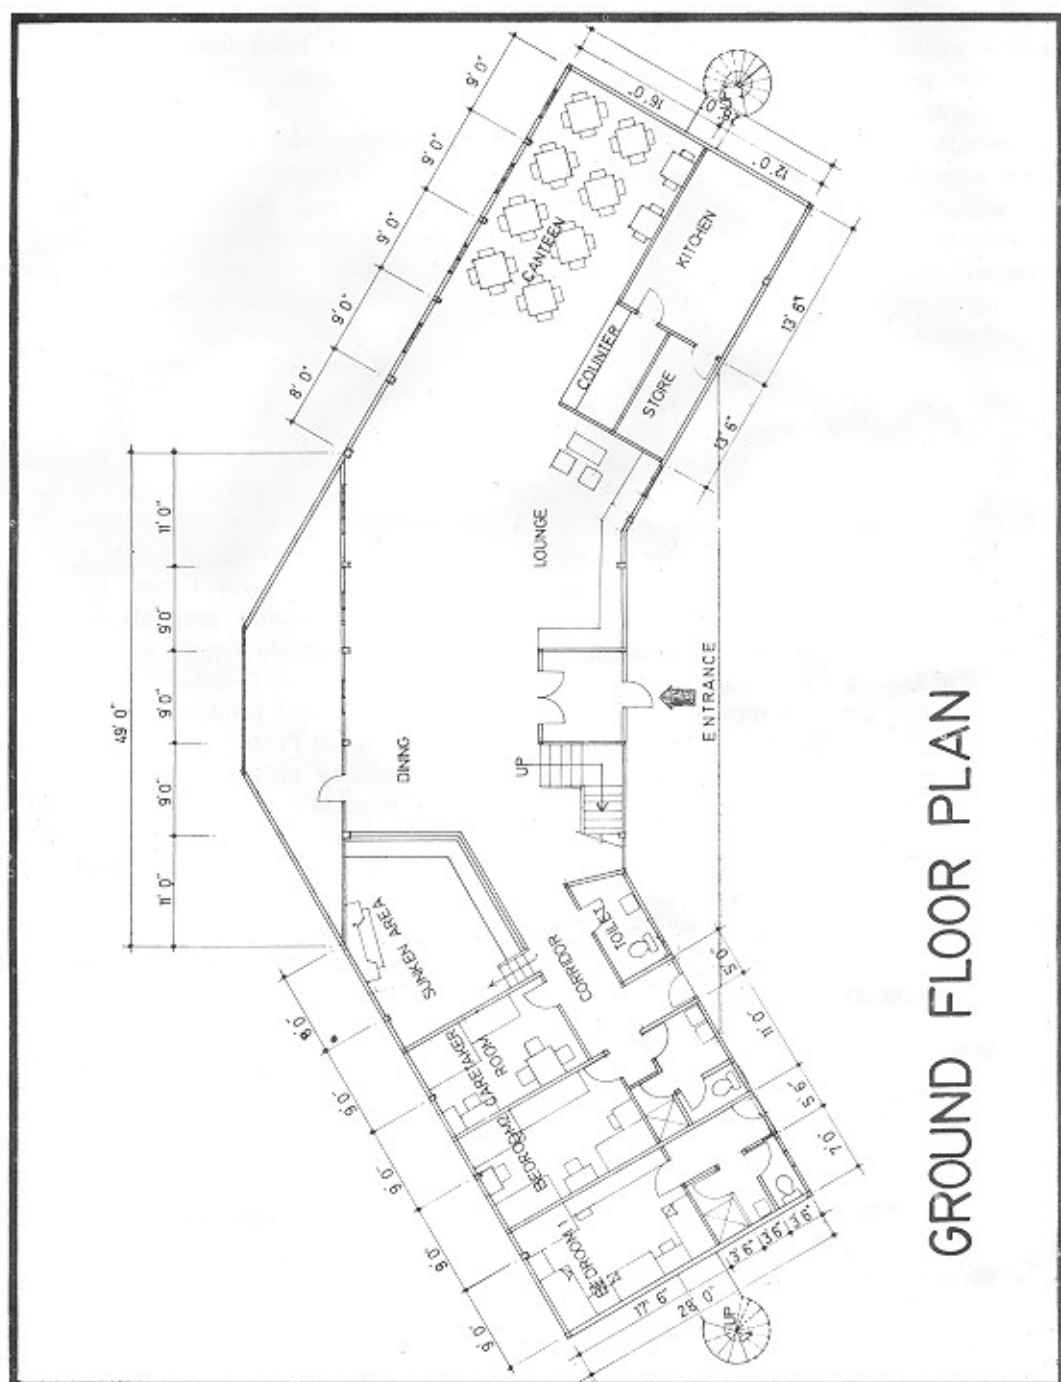 9' 0"
9' 0"
9' 0"
9' 0"
8' 0"
16' 0"
28' 0"
12' 0"
UP
CANTEEN
KITCHEN
COUNTER
STORE
13' 6"
13' 6"
49' 0"
11' 0"
9' 0"
9' 0"
9' 0"
11' 0"
LOUNGE
DINING
UP
ENTRANCE
SUNKEN AREA
CORRIDOR
TOILET
CARETAKER
ROOM
BEDROOM 2
BEDROOM 1
8' 0"
9' 0"
9' 0"
9' 0"
9' 0"
5' 0"
11' 0"
5' 6"
7' 0"
17' 6"
3' 6"
3' 6"
3' 6"
28' 0"
UP
GROUND FLOOR PLAN